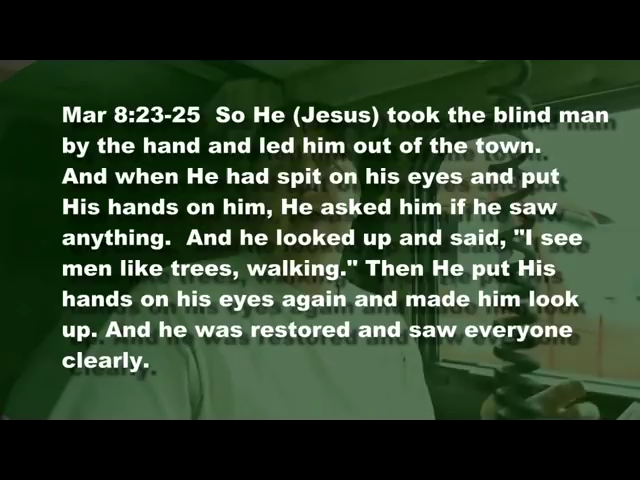 Mar 8:23-25  So He (Jesus) took the blind man
by the hand and led him out of the town.
And when He had spit on his eyes and put
His hands on him, He asked him if he saw
anything.  And he looked up and said, "I see
men like trees, walking." Then He put His
hands on his eyes again and made him look
up. And he was restored and saw everyone
clearly.